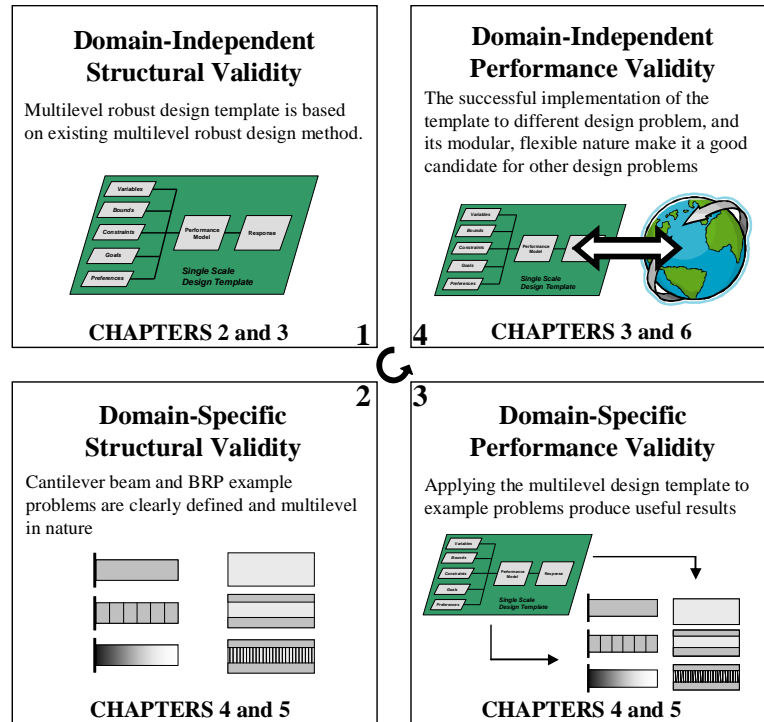 Domain-Independent
Structural Validity
Multilevel robust design template is based
on existing multilevel robust design method.
Variables
Bounds
Constraints
Goals
Preferences
Performance
Model
Response
Single Scale
Design Template
CHAPTERS 2 and 3
1
Domain-Independent
Performance Validity
The successful implementation of the
template to different design problem, and
its modular, flexible nature make it a good
candidate for other design problems
Variables
Bounds
Constraints
Goals
Preferences
Performance
Model
Single Scale
Design Template
4
CHAPTERS 3 and 6
2
Domain-Specific
Structural Validity
Cantilever beam and BRP example
problems are clearly defined and multilevel
in nature
CHAPTERS 4 and 5
3
Domain-Specific
Performance Validity
Applying the multilevel design template to
example problems produce useful results
Variables
Bounds
Constraints
Goals
Preferences
Performance
Model
Response
Single Scale
Design Template
CHAPTERS 4 and 5